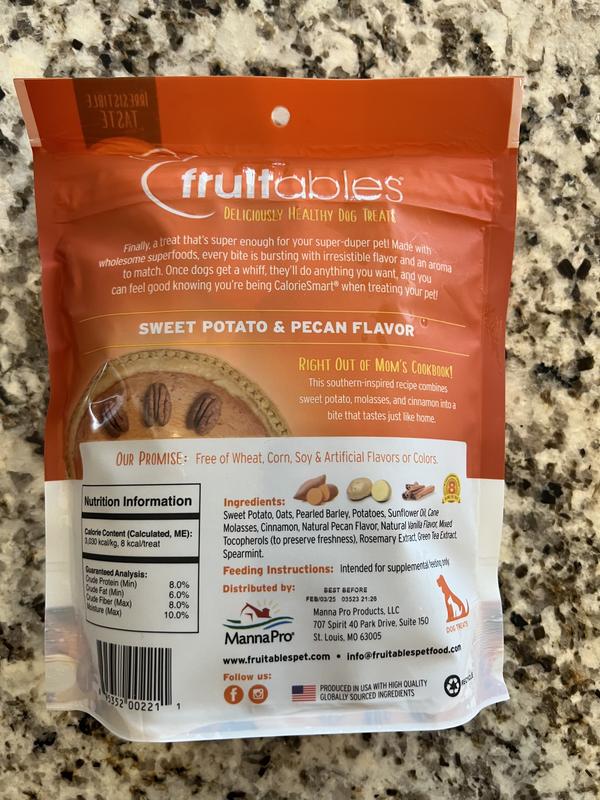 IRRESISTIBLE
TASTE
fruitables
DELICIOUSLY HEALTHY DOG TREATS
Finally, a treat that's super enough for your super-duper pet! Made with
wholesome superfoods, every bite is bursting with irresistible flavor and an aroma
to match. Once dogs get a whiff, they'll do anything you want, and you
can feel good knowing you're being CalorieSmart® when treating your pet!
SWEET POTATO & PECAN FLAVOR
RIGHT OUT OF MOM'S COOKBOOK!
This southern-inspired recipe combines
sweet potato, molasses, and cinnamon into a
bite that tastes just like home.
OUR PROMISE: Free of Wheat, Corn, Soy & Artificial Flavors or Colors.
Nutrition Information
Calorie Content (Calculated, ME):
3,030 kcal/kg, 8 kcal/treat
Guaranteed Analysis:
Crude Protein (Min) 8.0%
Crude Fat (Min) 6.0%
Crude Fiber (Max) 8.0%
Moisture (Max) 10.0%
8
Ingredients:
Sweet Potato, Oats, Pearled Barley, Potatoes, Sunflower Oil, Cane
Molasses, Cinnamon, Natural Pecan Flavor, Natural Vanilla Flavor, Mixed
Tocopherols (to preserve freshness), Rosemary Extract, Green Tea Extract,
Spearmint.
Feeding Instructions: Intended for supplemental feeding only
Distributed by:
BEST BEFORE
FEB/03/25 03523 21:28
MannaPro®
Manna Pro Products, LLC
707 Spirit 40 Park Drive, Suite 150
St. Louis, MO 63005
DOG TREATS
www.fruitablespet.com • info@fruitablespetfood.com
Follow us:
PRODUCED IN USA WITH HIGH QUALITY
GLOBALLY SOURCED INGREDIENTS
00221 1